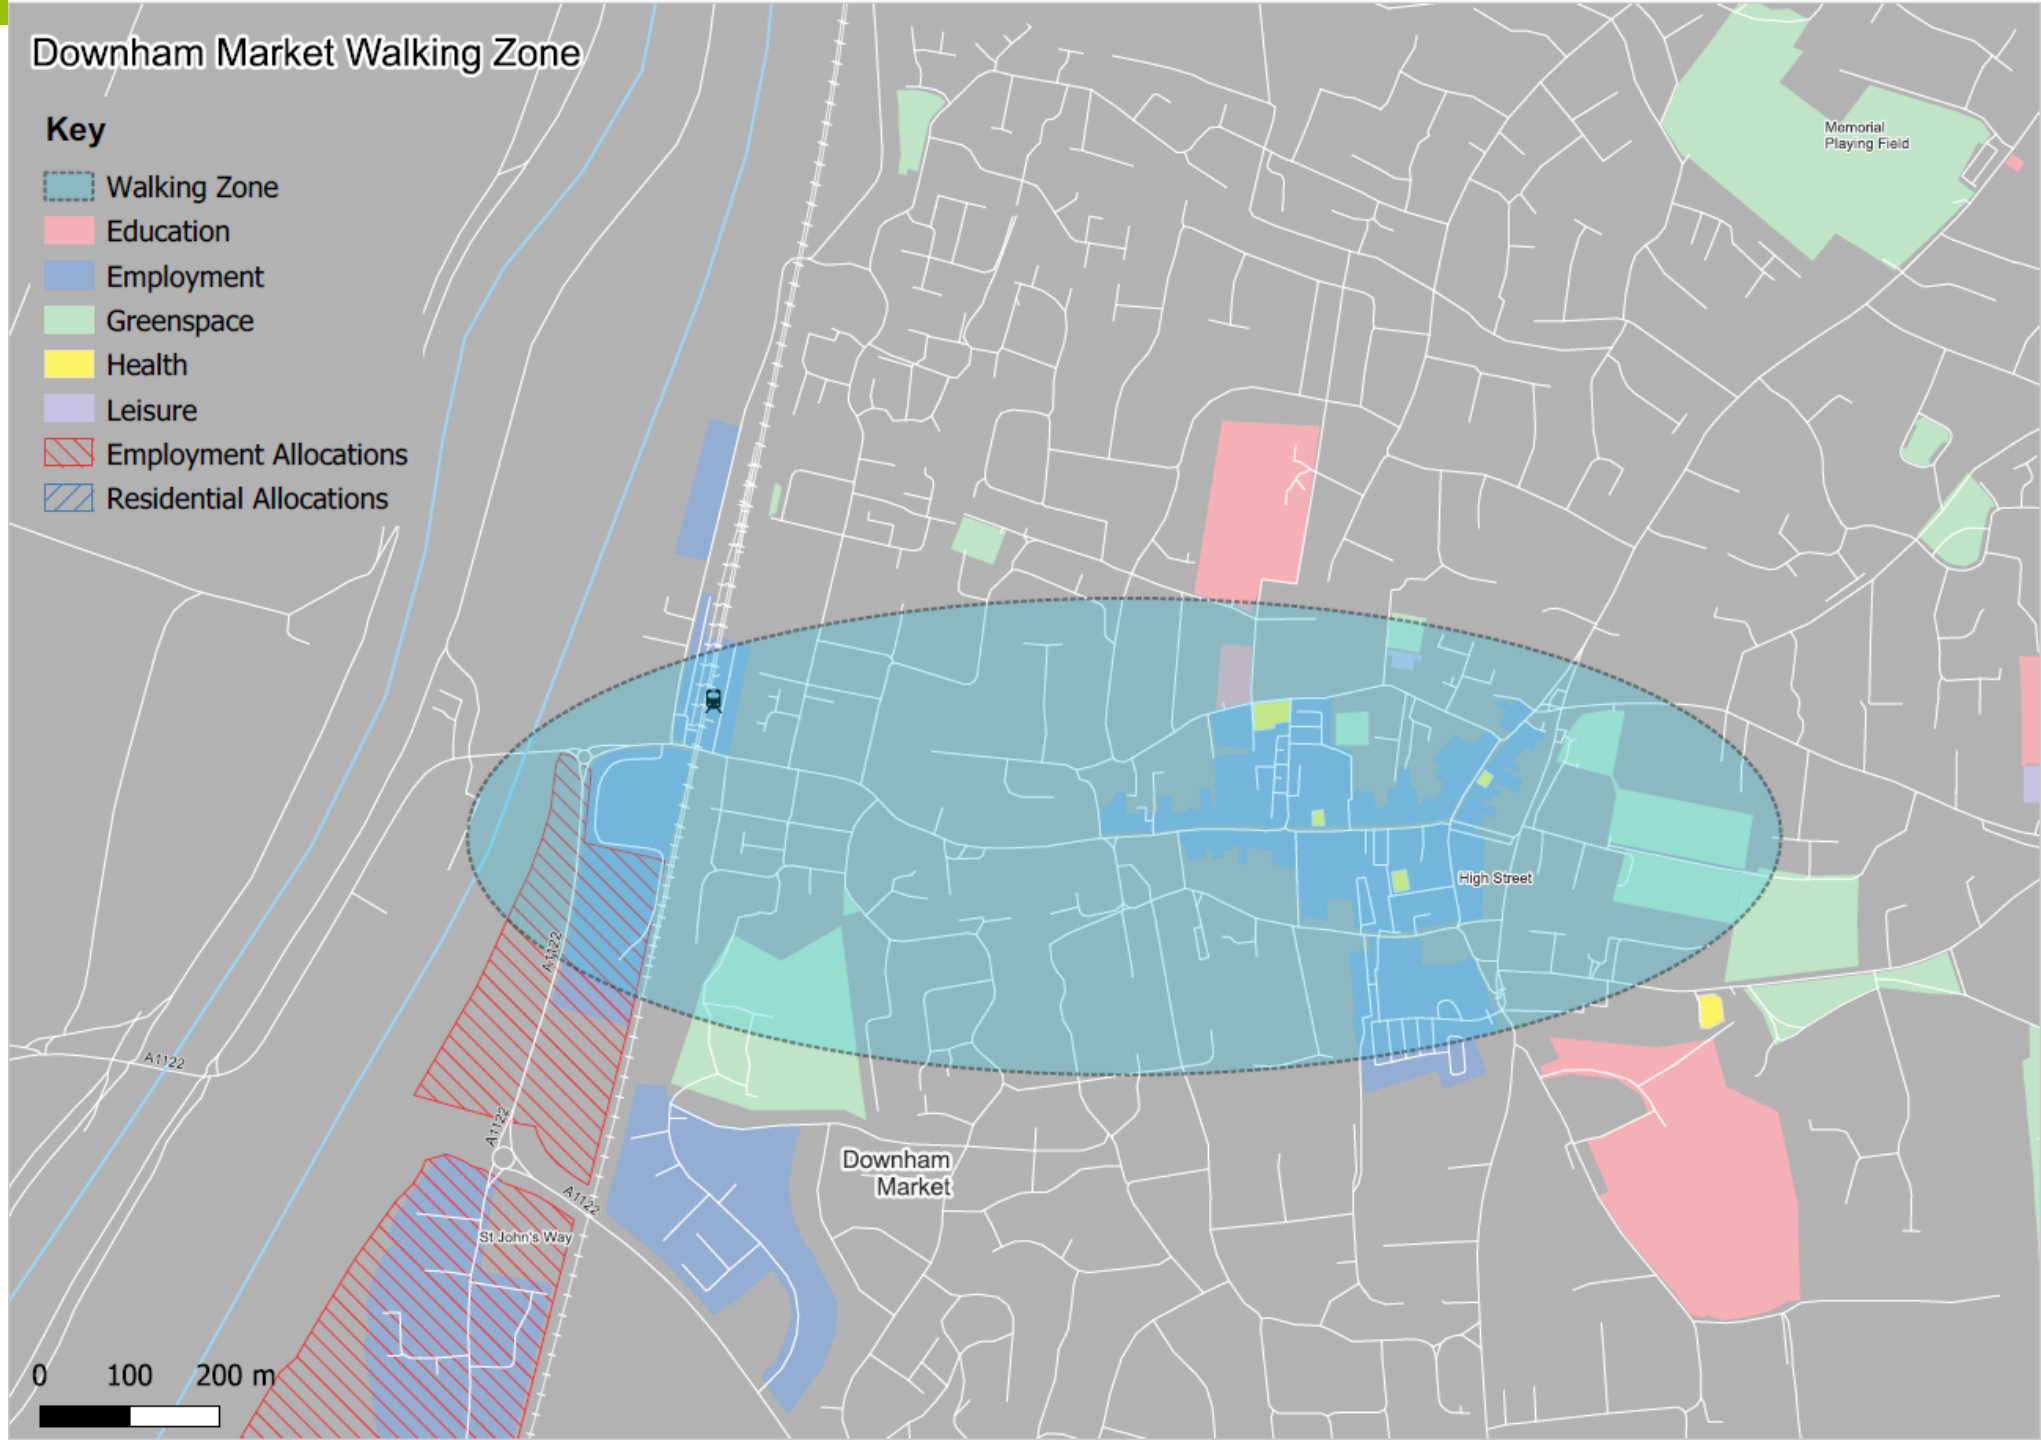 Downham Market Walking Zone
Key
Walking Zone
Education
Employment
Greenspace
Health
Leisure
Employment Allocations
Residential Allocations
Memorial
Playing Field
High Street
A1122
A1122
A1122
A1122
Downham
Market
St John's Way
0 100 200 m